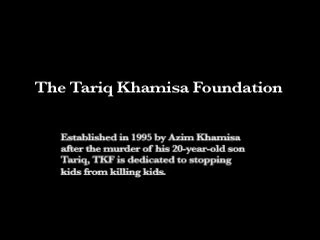 The Tariq Khamisa Foundation
Established in 1995 by Azim Khamisa
after the murder of his 20-year-old son
Tariq, TKF is dedicated to stopping
kids from killing kids.